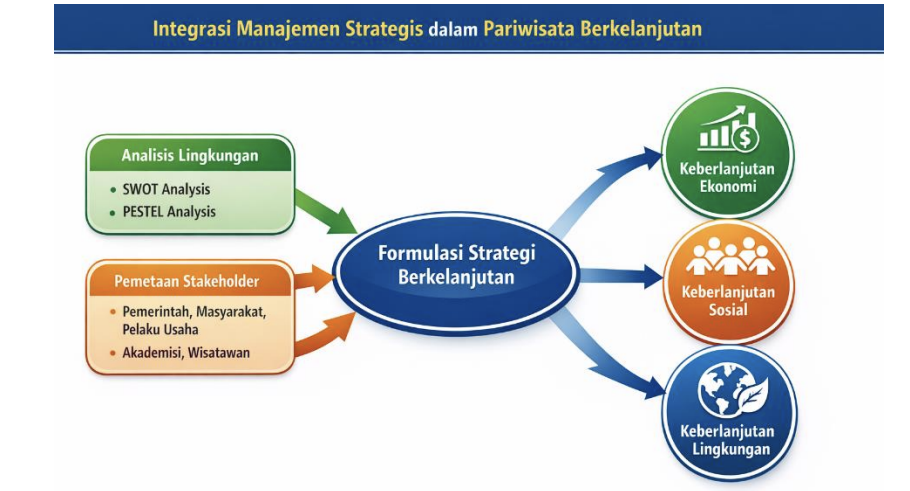 Integrasi Manajemen Strategis dalam Pariwisata Berkelanjutan
Analisis Lingkungan
• SWOT Analysis
• PESTEL Analysis
Pemetaan Stakeholder
• Pemerintah, Masyarakat,
Pelaku Usaha
• Akademisi, Wisatawan
Formulasi Strategi
Berkelanjutan
Keberlanjutan
Ekonomi
Keberlanjutan
Sosial
Keberlanjutan
Lingkungan